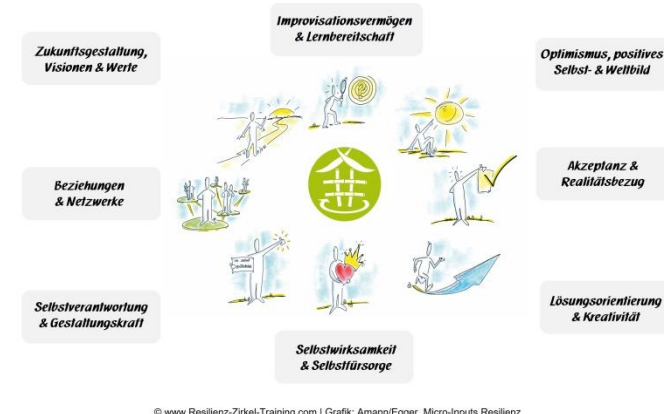 Improvisationsvermögen
& Lernbereitschaft
Zukunftsgestaltung,
Visionen & Werte
Optimismus, positives
Selbst- & Weltbild
Beziehungen
& Netzwerke
Akzeptanz &
Realitätsbezug
Selbstverantwortung
& Gestaltungskraft
Lösungsorientierung
& Kreativität
Selbstwirksamkeit
& Selbstfürsorge
© www.Resilienz-Zirkel-Training.com | Grafik: Amann/Egger, Micro-Inputs Resilienz